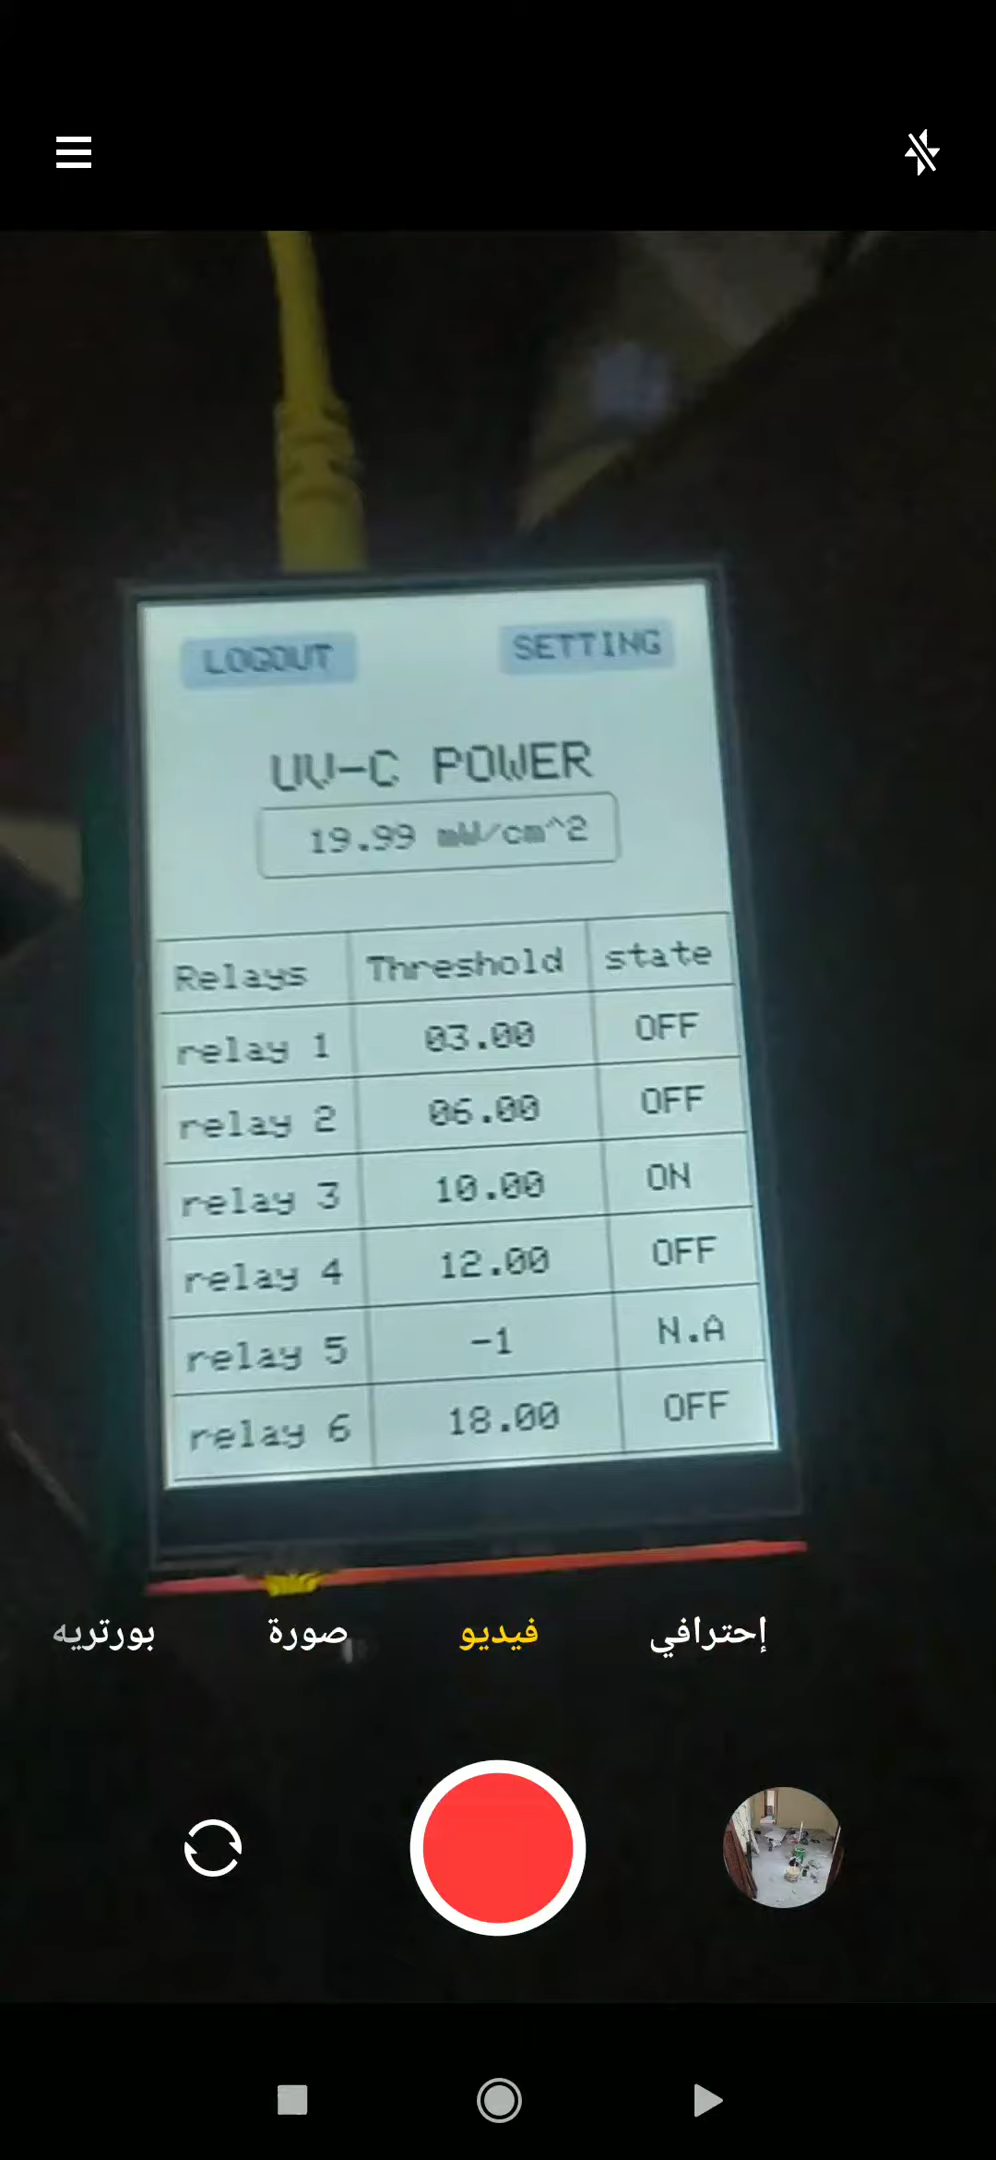 LOGOUT SETTING
UV-C POWER
19.99 mW/cm^2
Relays Threshold state
relay 1 03.00 OFF
relay 2 06.00 OFF
relay 3 10.00 ON
relay 4 12.00 OFF
relay 5 -1 N.A
relay 6 18.00 OFF
إحترافي فيديو صورة بورتريه